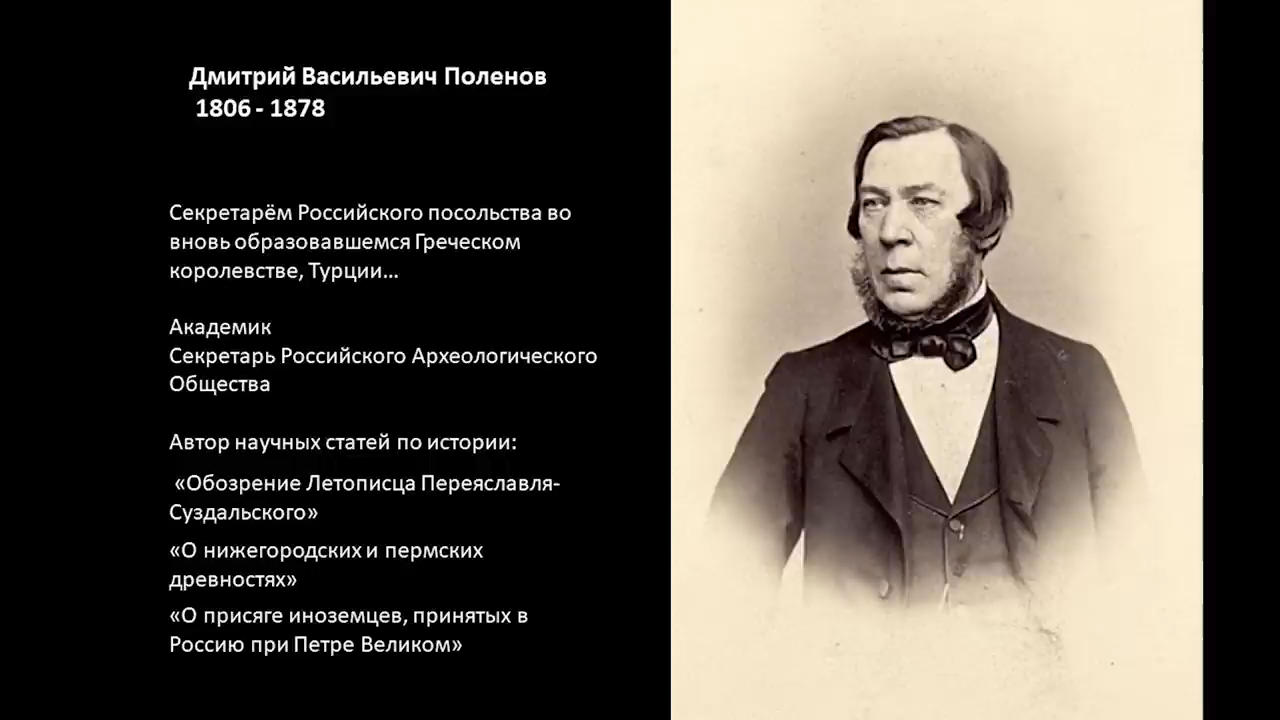 Дмитрий Васильевич Поленов
1806 - 1878
Секретарём Российского посольства во
вновь образовавшемся Греческом
королевстве, Турции...
Академик
Секретарь Российского Археологического
Общества
Автор научных статей по истории:
«Обозрение Летописца Переяславля-
Суздальского»
«О нижегородских и пермских
древностях»
«О присяге иноземцев, принятых в
Россию при Петре Великом»